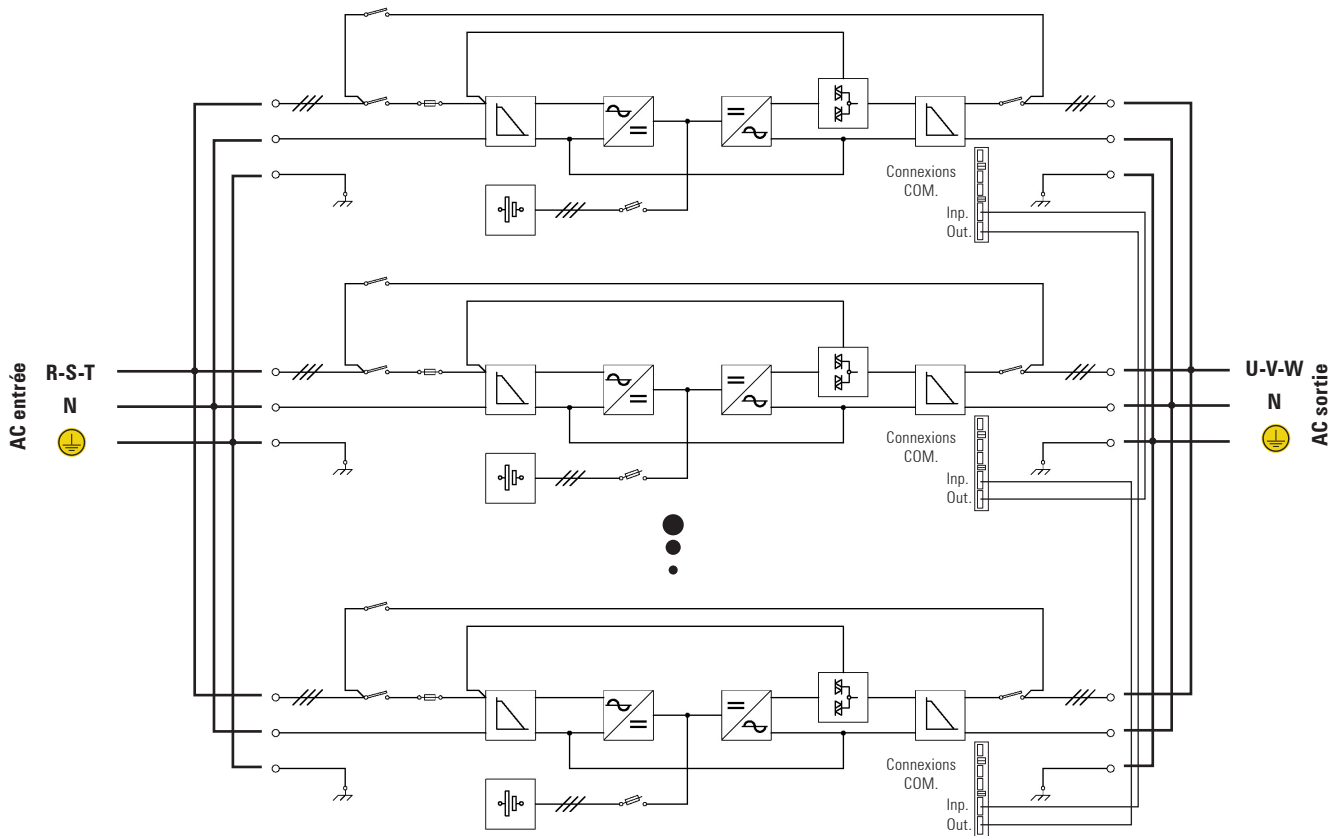 Connexions
COM.
Inp.
Out.
AC entrée
R-S-T
N
U-V-W
N
AC sortie
Connexions
COM.
Inp.
Out.
Connexions
COM.
Inp.
Out.